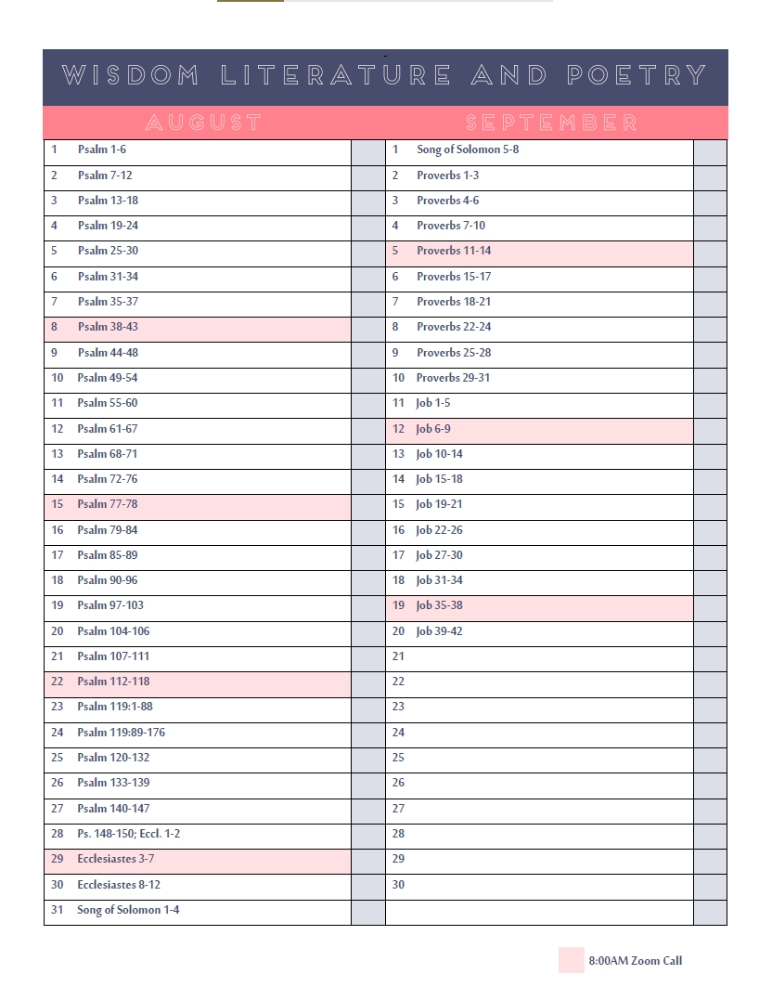 WISDOM LITERATURE AND POETRY
AUGUST
1 Psalm 1-6
2 Psalm 7-12
3 Psalm 13-18
4 Psalm 19-24
5 Psalm 25-30
6 Psalm 31-34
7 Psalm 35-37
8 Psalm 38-43
9 Psalm 44-48
10 Psalm 49-54
11 Psalm 55-60
12 Psalm 61-67
13 Psalm 68-71
14 Psalm 72-76
15 Psalm 77-78
16 Psalm 79-84
17 Psalm 85-89
18 Psalm 90-96
19 Psalm 97-103
20 Psalm 104-106
21 Psalm 107-111
22 Psalm 112-118
23 Psalm 119:1-88
24 Psalm 119:89-176
25 Psalm 120-132
26 Psalm 133-139
27 Psalm 140-147
28 Ps. 148-150; Eccl. 1-2
29 Ecclesiastes 3-7
30 Ecclesiastes 8-12
31 Song of Solomon 1-4
SEPTEMBER
1 Song of Solomon 5-8
2 Proverbs 1-3
3 Proverbs 4-6
4 Proverbs 7-10
5 Proverbs 11-14
6 Proverbs 15-17
7 Proverbs 18-21
8 Proverbs 22-24
9 Proverbs 25-28
10 Proverbs 29-31
11 Job 1-5
12 Job 6-9
13 Job 10-14
14 Job 15-18
15 Job 19-21
16 Job 22-26
17 Job 27-30
18 Job 31-34
19 Job 35-38
20 Job 39-42
21
22
23
24
25
26
27
28
29
30
8:00AM Zoom Call